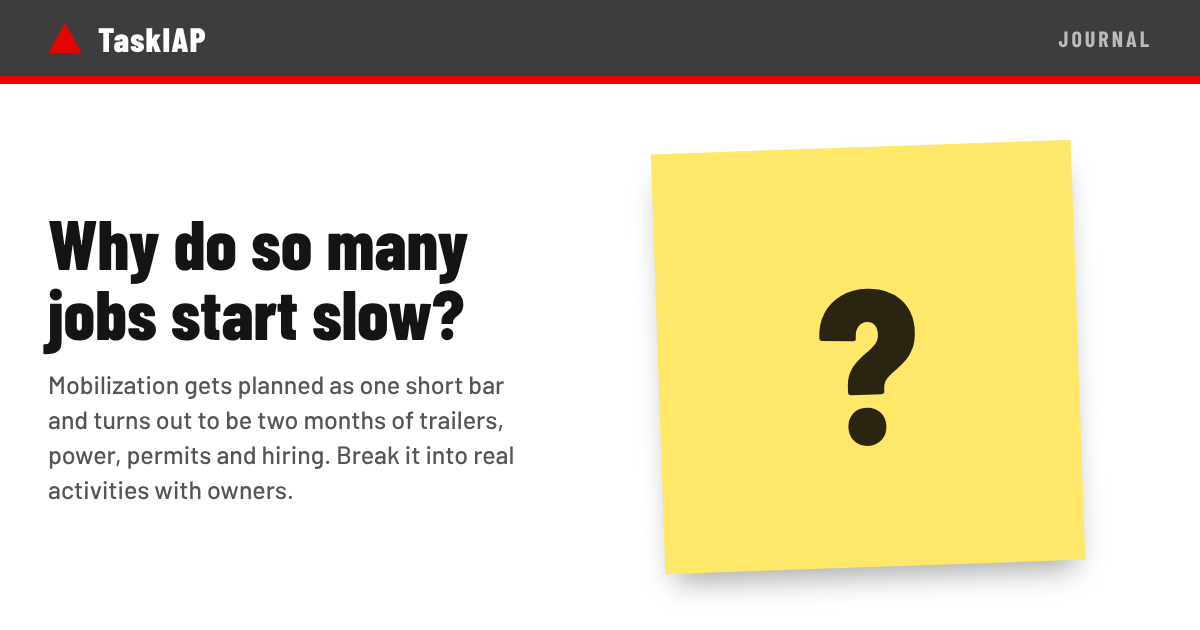 TaskIAP
JOURNAL
Why do so many
jobs start slow?
Mobilization gets planned as one short bar
and turns out to be two months of trailers,
power, permits and hiring. Break it into real
activities with owners.
?